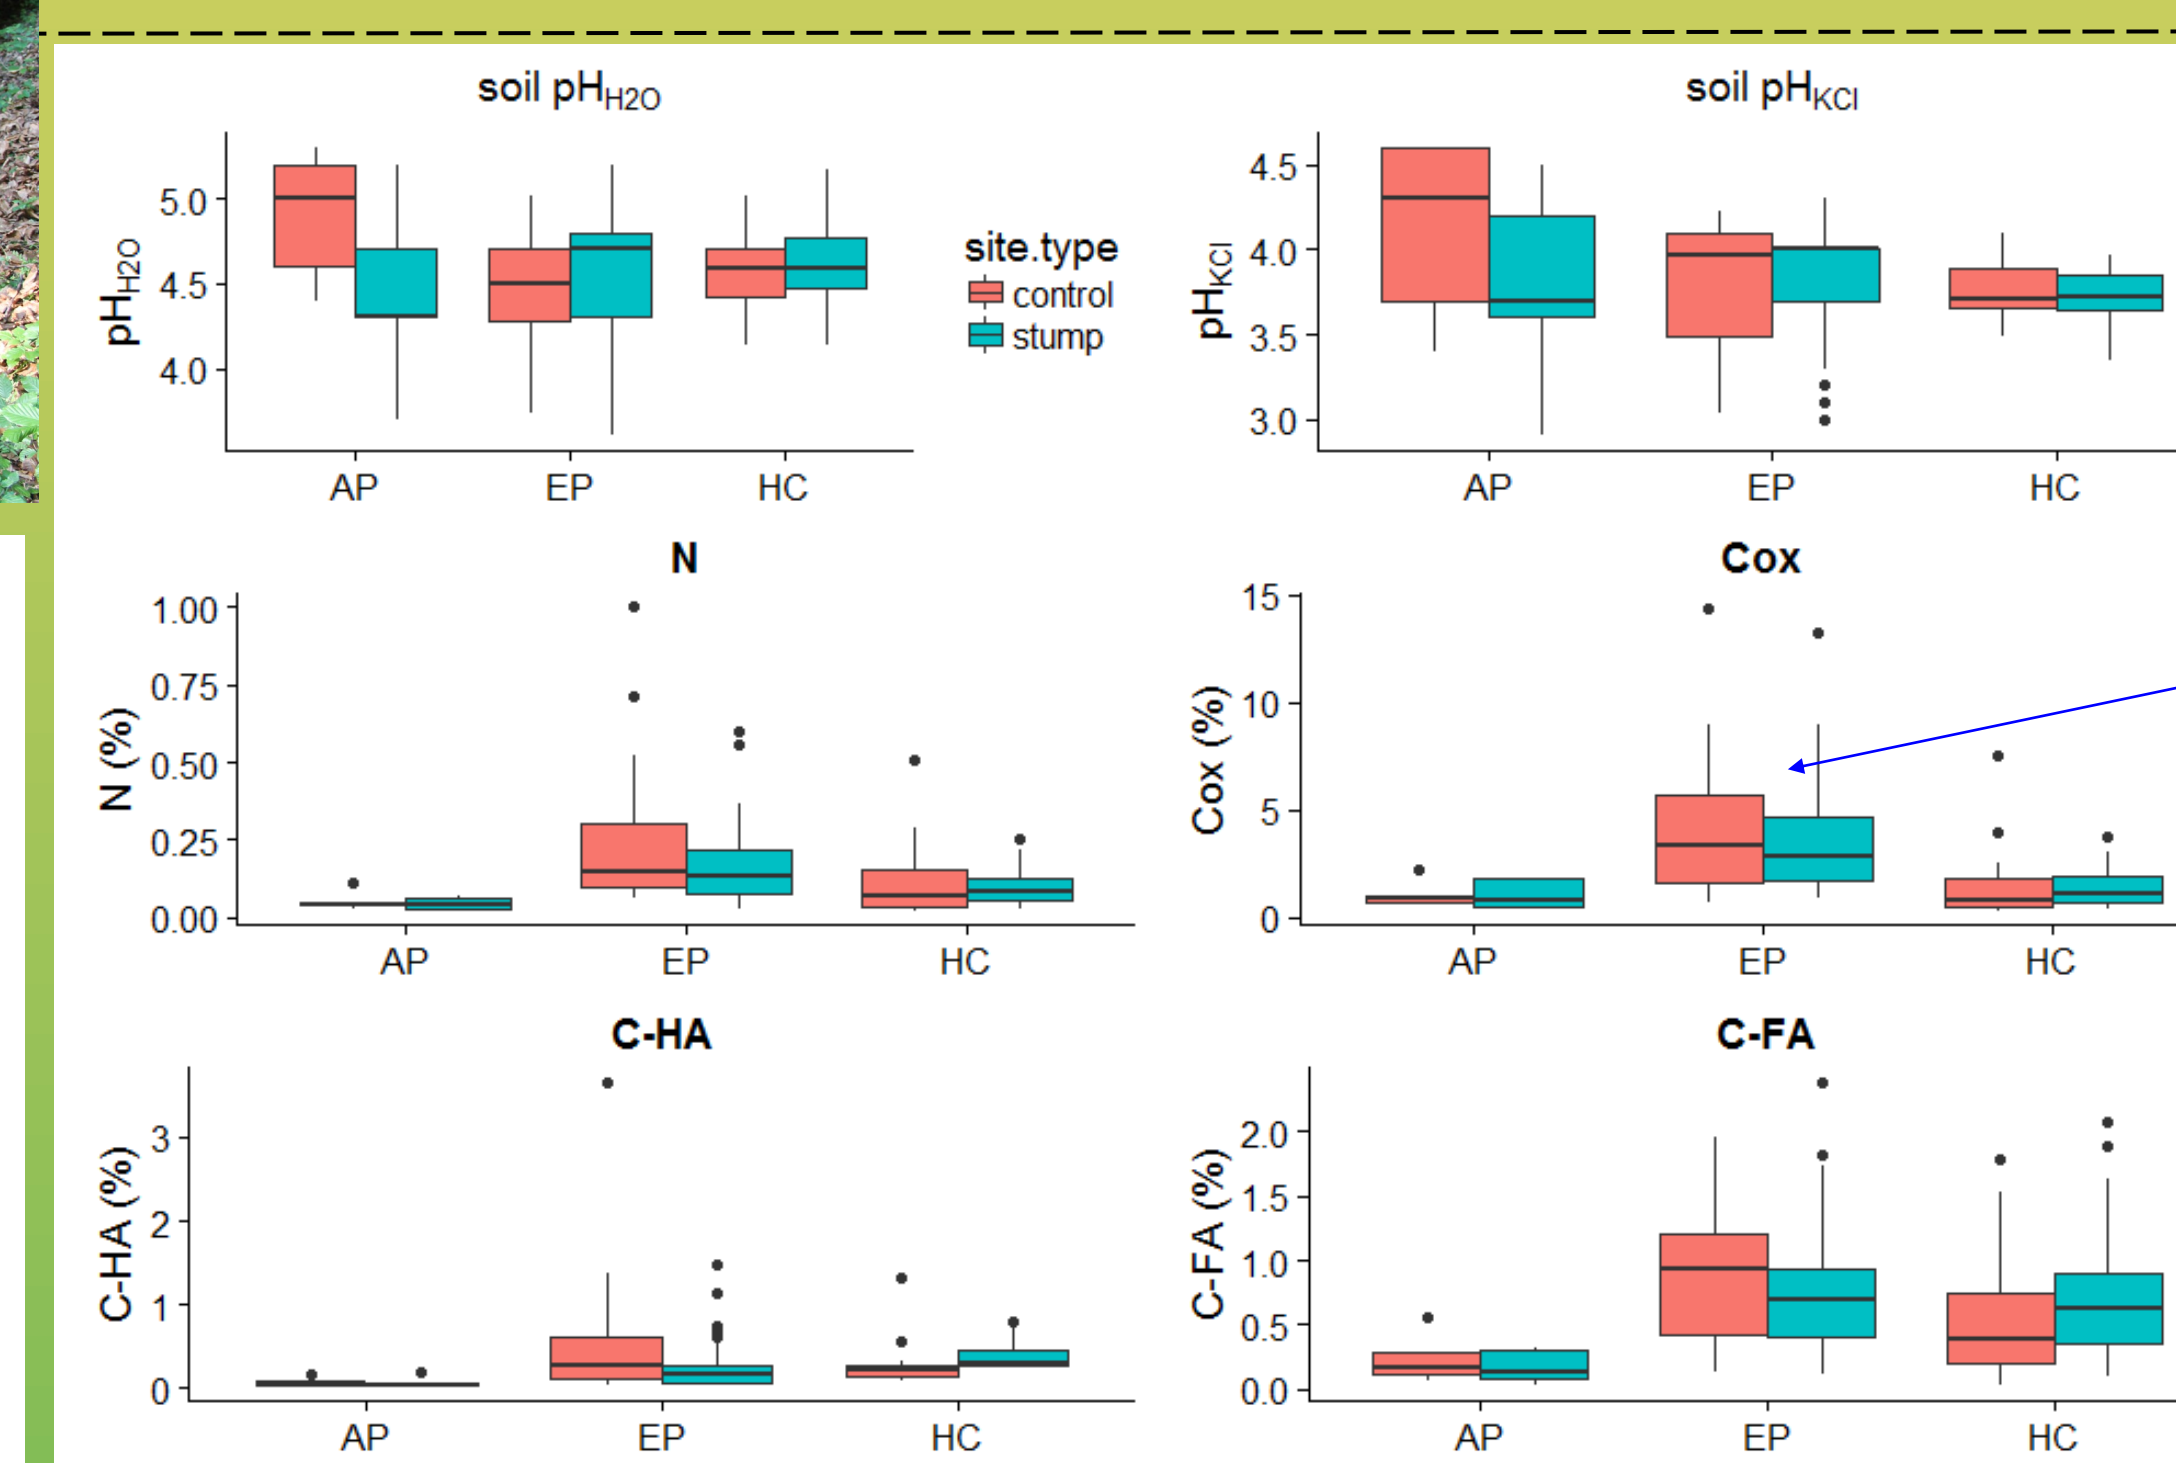 soil pHH2O
pHH2O
5.0
4.5
4.0
AP EP HC
site.type
control
stump
soil pHKCl
pHKCl
4.5
4.0
3.5
3.0
AP EP HC
N
N (%)
1.00
0.75
0.50
0.25
0.00
AP EP HC
Cox
Cox (%)
15
10
5
0
AP EP HC
C-HA
C-HA (%)
3
2
1
0
AP EP HC
C-FA
C-FA (%)
2.0
1.5
1.0
0.5
0.0
AP EP HC